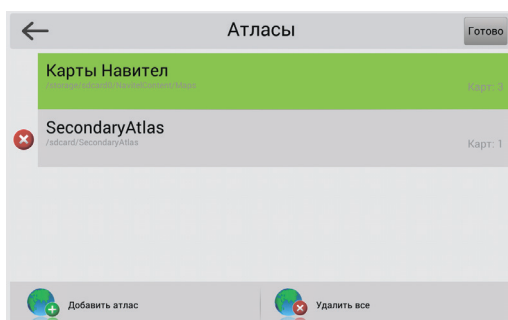 Атласы
Готово
Карты Навител
/storage/sdcard0/NavitelContent/Maps
Карт: 3
SecondaryAtlas
/sdcard/SecondaryAtlas
Карт: 1
Добавить атлас
Удалить все